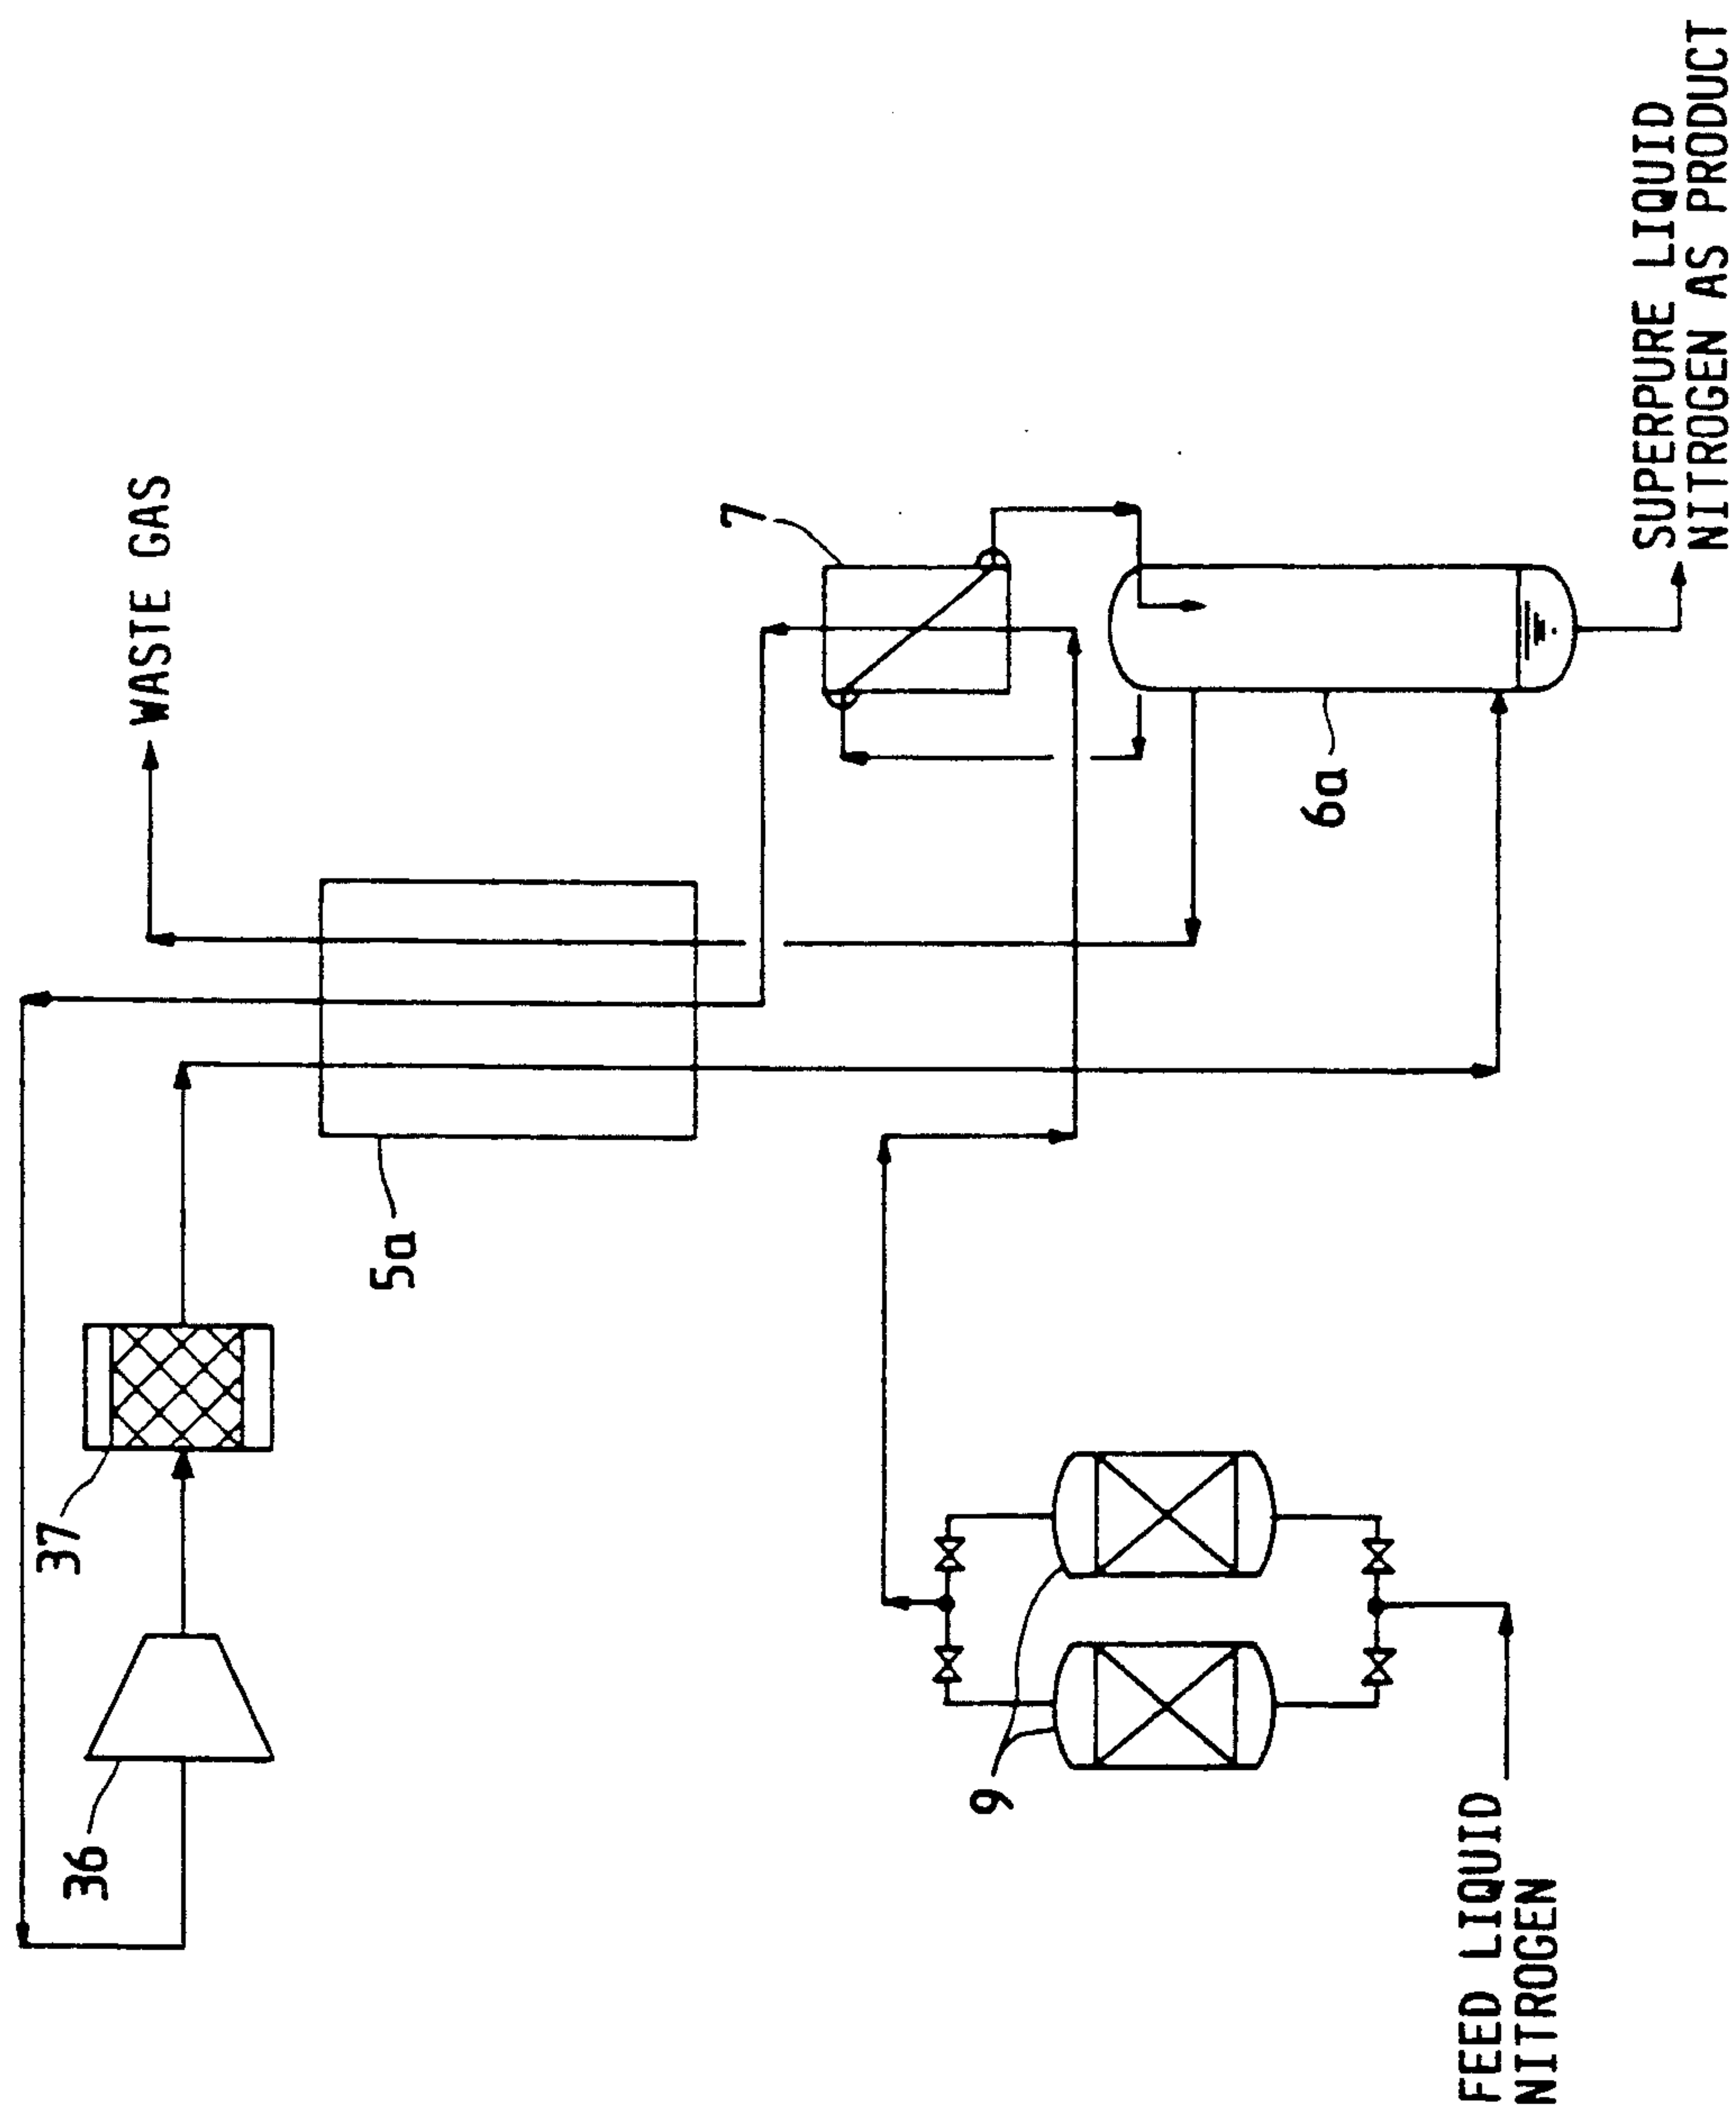 WASTE GAS
37
36
5a
7
6a
9
FEED LIQUID
NITROGEN
SUPERPURE LIQUID
NITROGEN AS PRODUCT